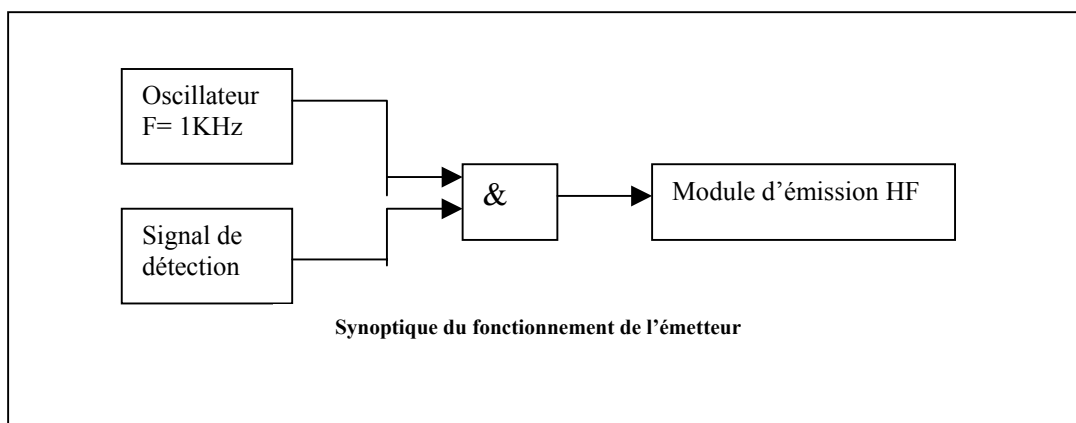 Oscillateur
F= 1KHz
&
Module d’émission HF
Signal de
détection
Synoptique du fonctionnement de l’émetteur